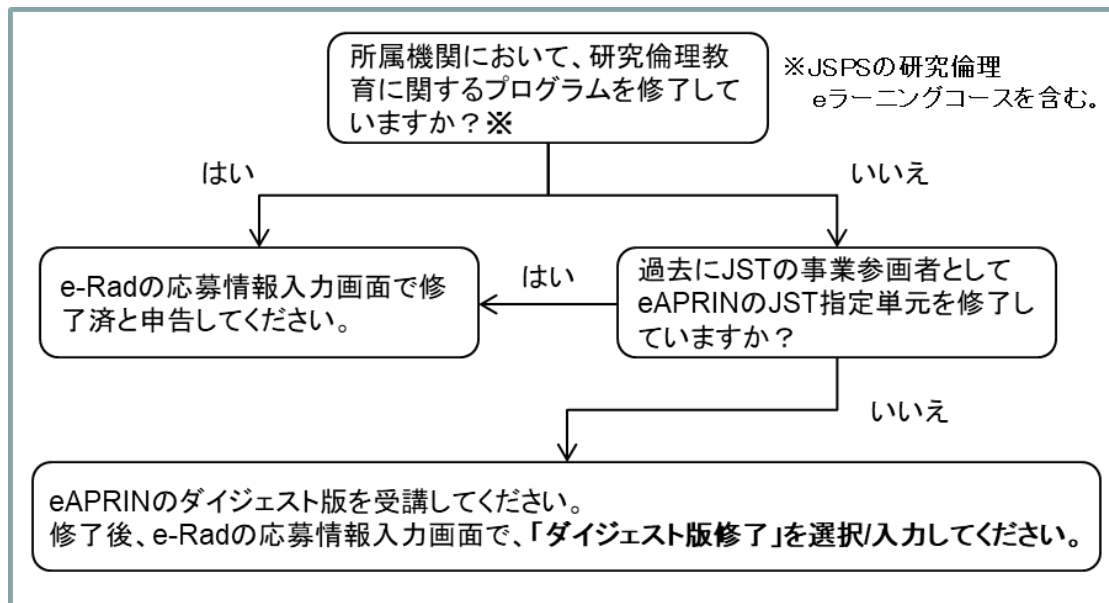 所属機関において、研究倫理教
育に関するプログラムを修了して
いますか？※
※JSPSの研究倫理
eラーニングコースを含む。
はい
いいえ
e-Radの応募情報入力画面で修
了済と申告してください。
はい
過去にJSTの事業参画者として
eAPRINのJST指定単元を修了し
ていますか？
いいえ
eAPRINのダイジェスト版を受講してください。
修了後、e-Radの応募情報入力画面で、「ダイジェスト版修了」を選択/入力してください。